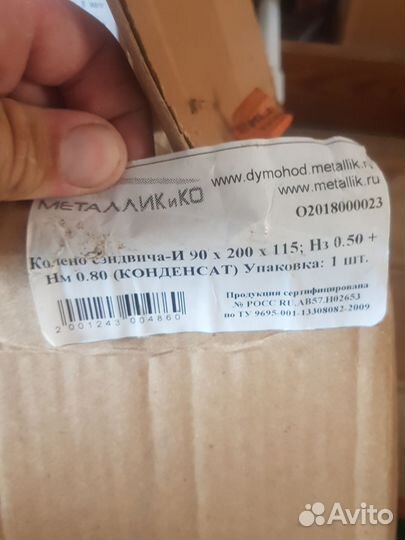 МЕТАЛЛИКиКО
www.dymohod.metallik.ru
www.metallik.ru
О2018000023
Колено сэндвича-И 90 х 200 х 115; Нз 0.50 +
Нм 0.80 (КОНДЕНСАТ) Упаковка: 1 шт.
Продукция сертифицирована
№ РОСС RU.АВ57.Н02653
по ТУ 9695-001-13308082-2009
2 001243 004860
Avito